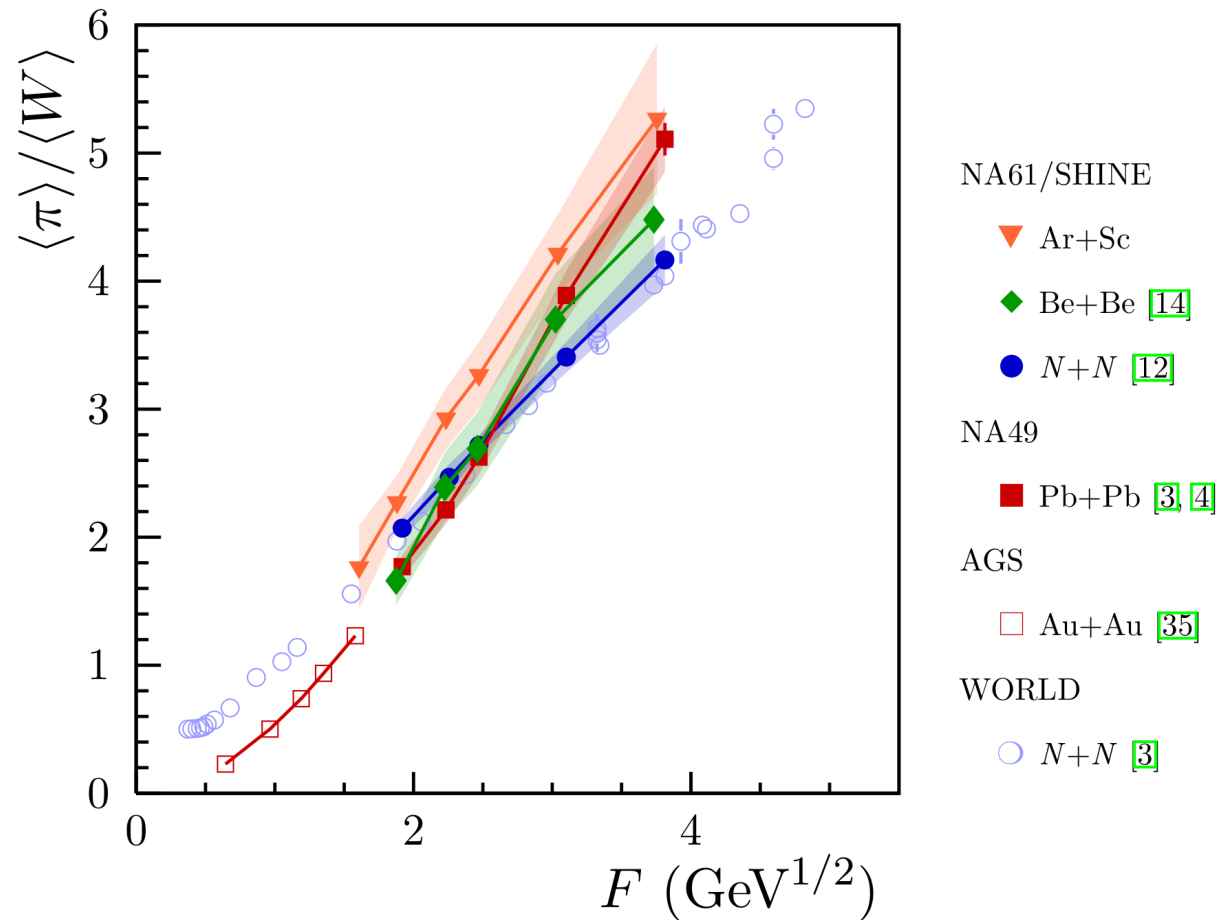 ⟨π⟩/⟨W⟩
6
5
4
3
2
1
0
0
2
4
F (GeV^{1/2})
NA61/SHINE
Ar+Sc
Be+Be [14]
N+N [12]
NA49
Pb+Pb [3, 4]
AGS
Au+Au [35]
WORLD
N+N [3]